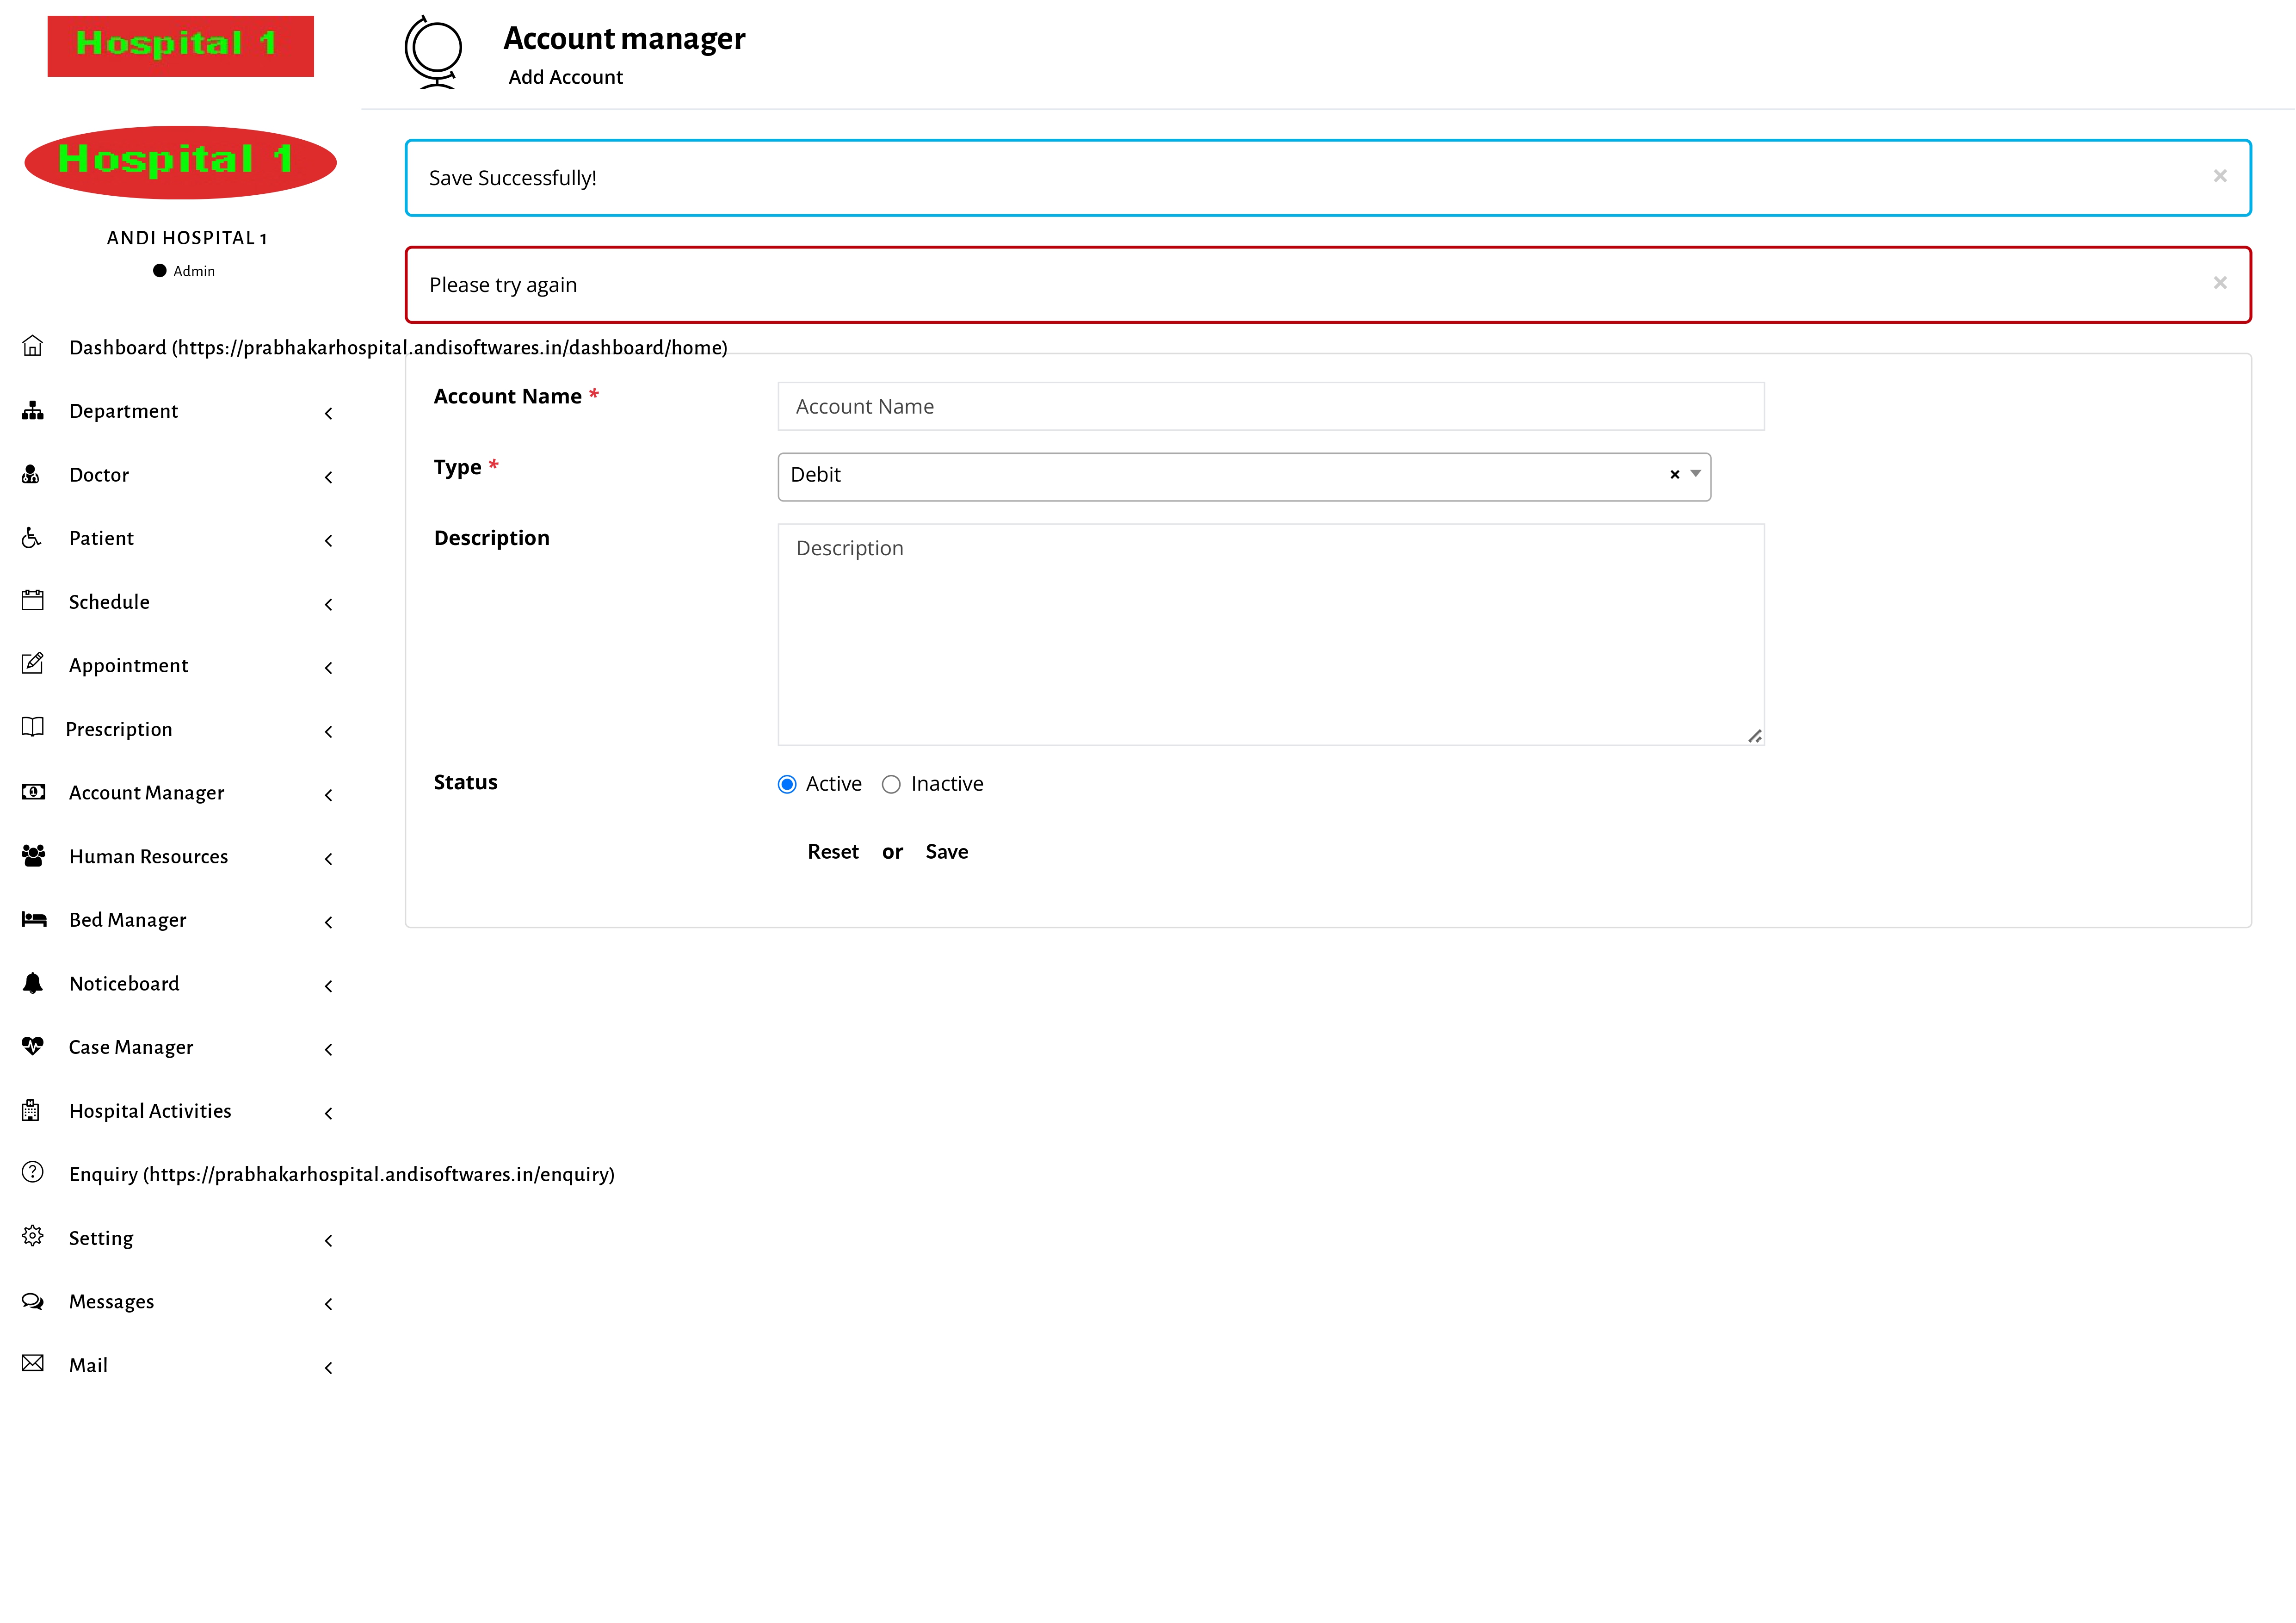 Hospital 1
Hospital 1
ANDI HOSPITAL 1
Admin
Dashboard (https://prabhakarhospital.andisoftwares.in/dashboard/home)
Department
Doctor
Patient
Schedule
Appointment
Prescription
Account Manager
Human Resources
Bed Manager
Noticeboard
Case Manager
Hospital Activities
Enquiry (https://prabhakarhospital.andisoftwares.in/enquiry)
Setting
Messages
Mail
Account manager
Add Account
Save Successfully! ×
Please try again ×
Account Name *
Account Name
Type *
Debit × 
Description
Description
Status
Active Inactive
Reset or Save